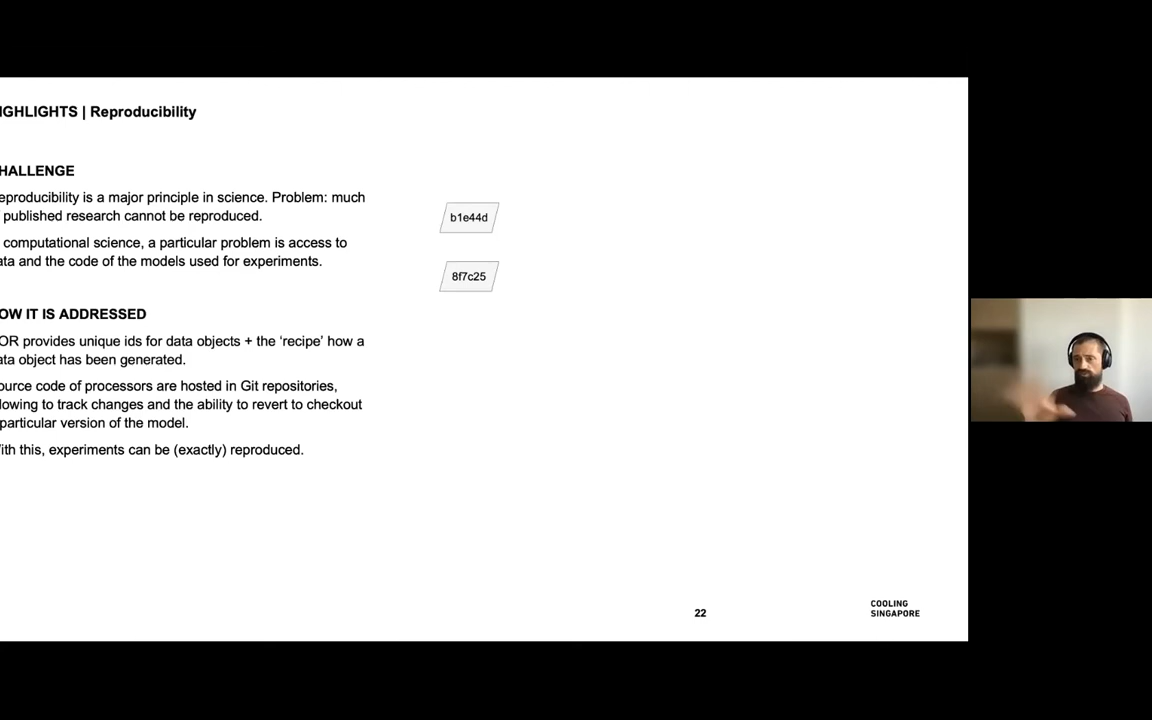 IGHLIGHTS | Reproducibility
HALLENGE
eproducibility is a major principle in science. Problem: much
published research cannot be reproduced.
computational science, a particular problem is access to
ata and the code of the models used for experiments.
OW IT IS ADDRESSED
OR provides unique ids for data objects + the ‘recipe’ how a
ata object has been generated.
ource code of processors are hosted in Git repositories,
lowing to track changes and the ability to revert to checkout
particular version of the model.
ith this, experiments can be (exactly) reproduced.
b1e44d
8f7c25
22
COOLING
SINGAPORE